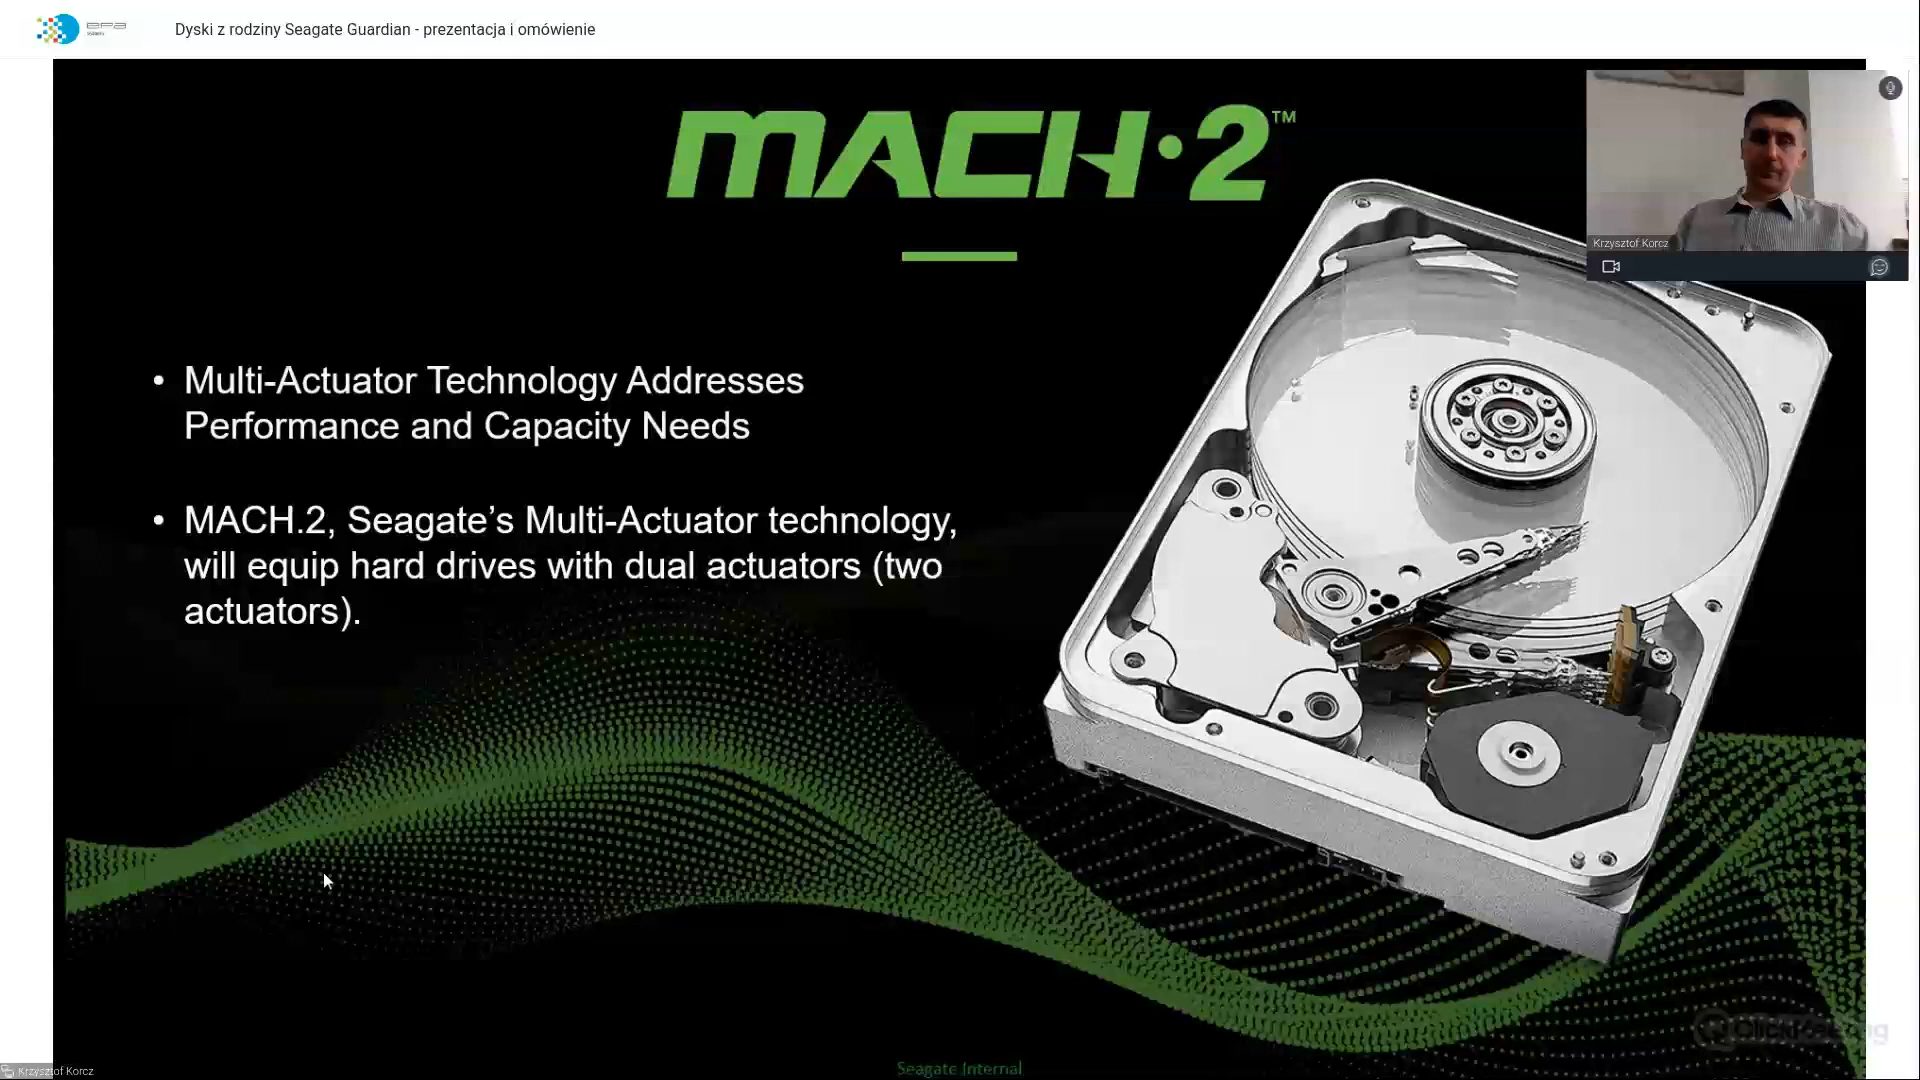 Dyski z rodziny Seagate Guardian - prezentacja i omówienie
MACH·2™
Krzysztof Korcz
• Multi-Actuator Technology Addresses
Performance and Capacity Needs
• MACH.2, Seagate’s Multi-Actuator technology,
will equip hard drives with dual actuators (two
actuators).
ClickMeeting
Seagate Internal
Krzysztof Korcz